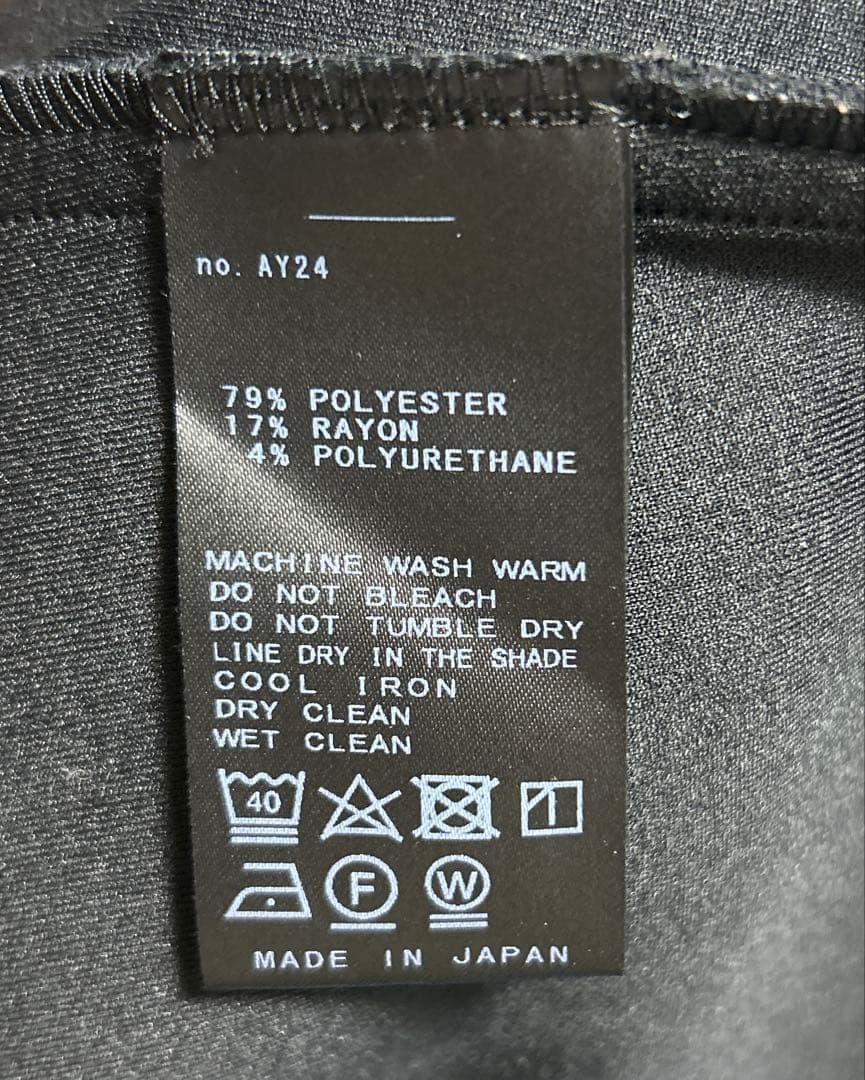 no. AY24
79% POLYESTER
17% RAYON
4% POLYURETHANE
MACHINE WASH WARM
DO NOT BLEACH
DO NOT TUMBLE DRY
LINE DRY IN THE SHADE
COOL IRON
DRY CLEAN
WET CLEAN
40
F W
MADE IN JAPAN